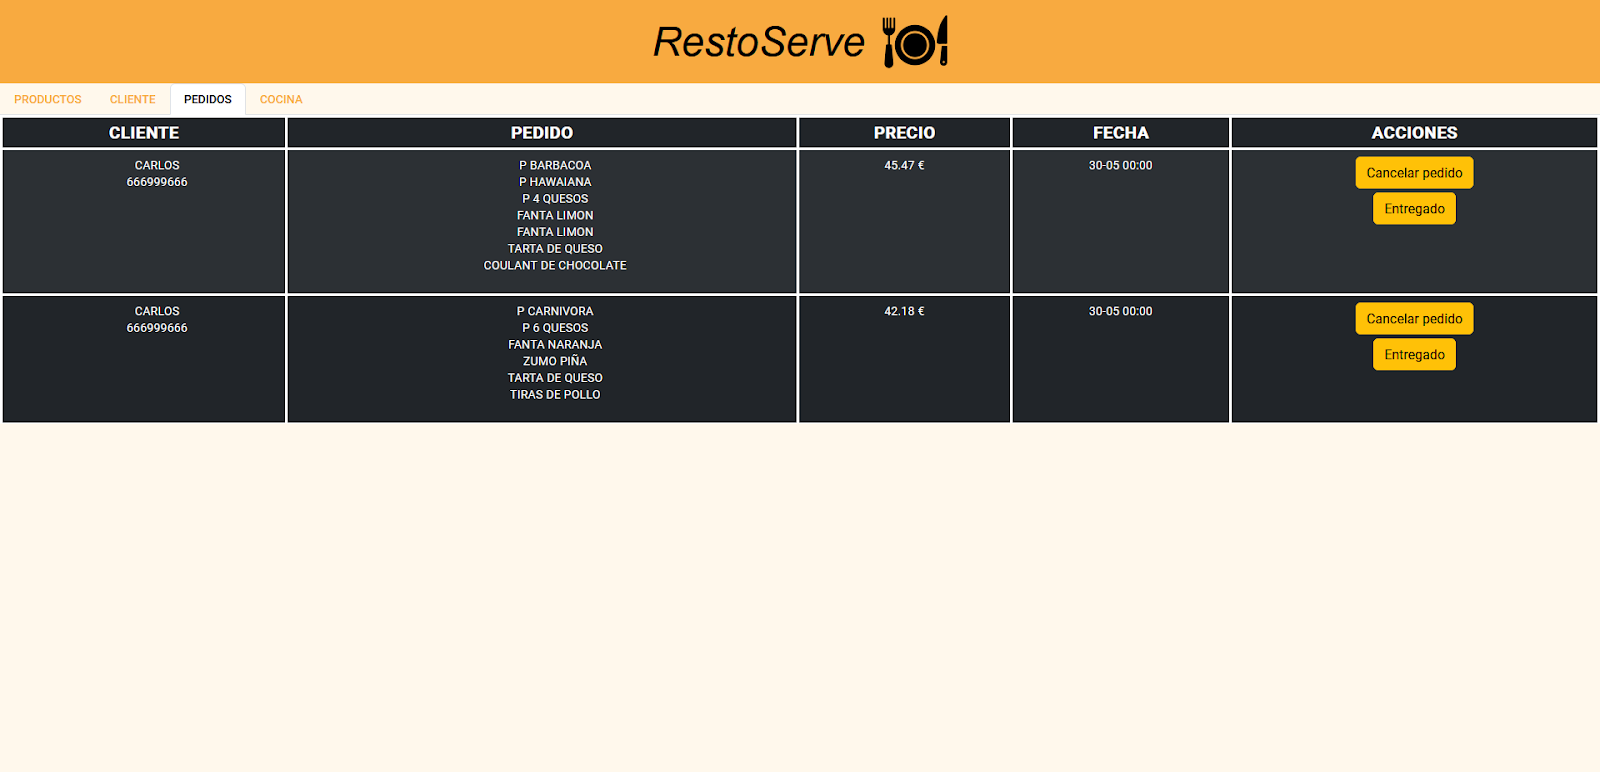 RestoServe
PRODUCTOS CLIENTE PEDIDOS COCINA
CLIENTE PEDIDO PRECIO FECHA ACCIONES
CARLOS
666999666
P BARBACOA
P HAWAIANA
P 4 QUESOS
FANTA LIMON
FANTA LIMON
TARTA DE QUESO
COULANT DE CHOCOLATE
45.47 €
30-05 00:00
Cancelar pedido
Entregado
CARLOS
666999666
P CARNIVORA
P 6 QUESOS
FANTA NARANJA
ZUMO PIÑA
TARTA DE QUESO
TIRAS DE POLLO
42.18 €
30-05 00:00
Cancelar pedido
Entregado